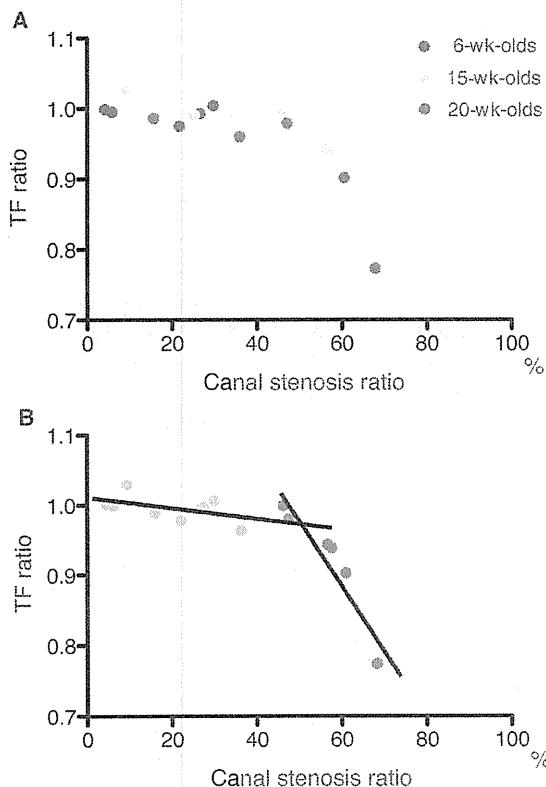 A
1.1
6-wk-olds
15-wk-olds
1.0
20-wk-olds
TF ratio
0.9
0.8
0.7
0 20 40 60 80 100
%
Canal stenosis ratio
B
1.1
1.0
TF ratio
0.9
0.8
0.7
0 20 40 60 80 100
%
Canal stenosis ratio